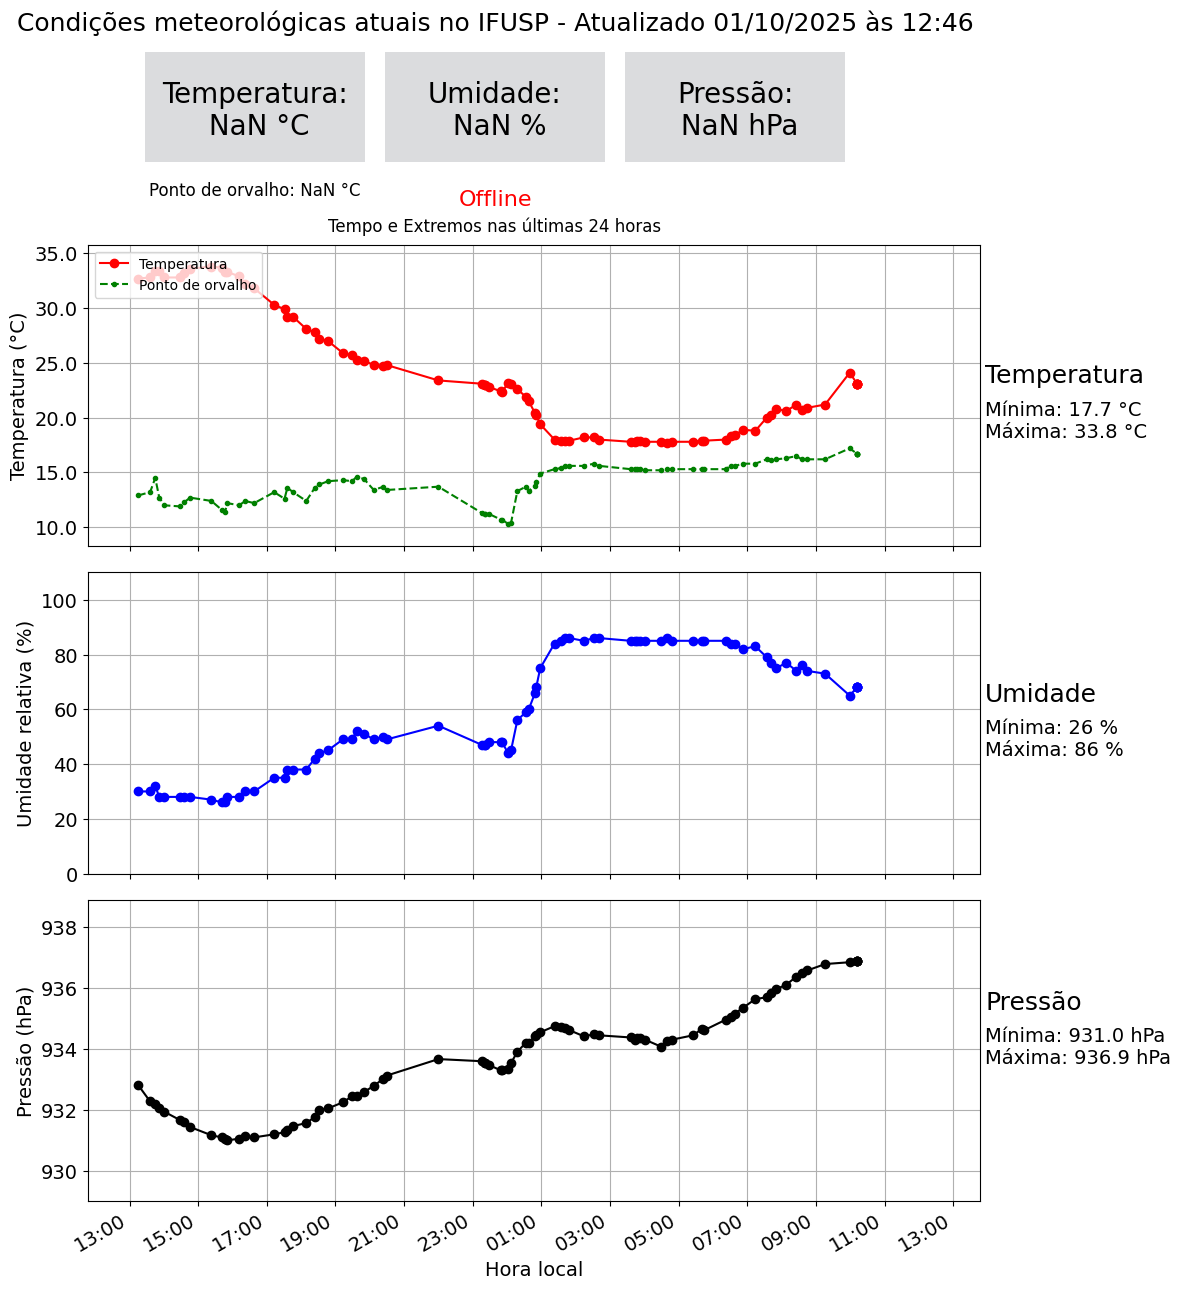 Condições meteorológicas atuais no IFUSP - Atualizado 01/10/2025 às 12:46
Temperatura:
NaN °C
Umidade:
NaN %
Pressão:
NaN hPa
Ponto de orvalho: NaN °C
Offline
Tempo e Extremos nas últimas 24 horas
Temperatura (°C)
35.0
30.0
25.0
20.0
15.0
10.0
Temperatura
Ponto de orvalho
Temperatura
Mínima: 17.7 °C
Máxima: 33.8 °C
Umidade relativa (%)
100
80
60
40
20
0
Umidade
Mínima: 26 %
Máxima: 86 %
Pressão (hPa)
938
936
934
932
930
Pressão
Mínima: 931.0 hPa
Máxima: 936.9 hPa
13:00
15:00
17:00
19:00
21:00
23:00
01:00
03:00
05:00
07:00
09:00
11:00
13:00
Hora local